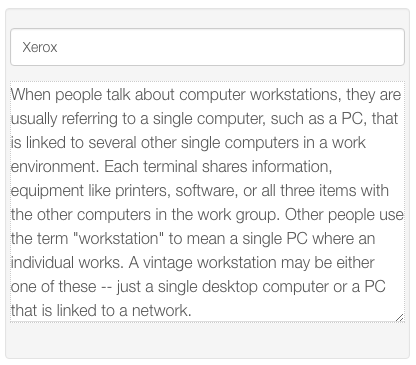 Xerox
When people talk about computer workstations, they are
usually referring to a single computer, such as a PC, that
is linked to several other single computers in a work
environment. Each terminal shares information,
equipment like printers, software, or all three items with
the other computers in the work group. Other people use
the term "workstation" to mean a single PC where an
individual works. A vintage workstation may be either
one of these -- just a single desktop computer or a PC
that is linked to a network.